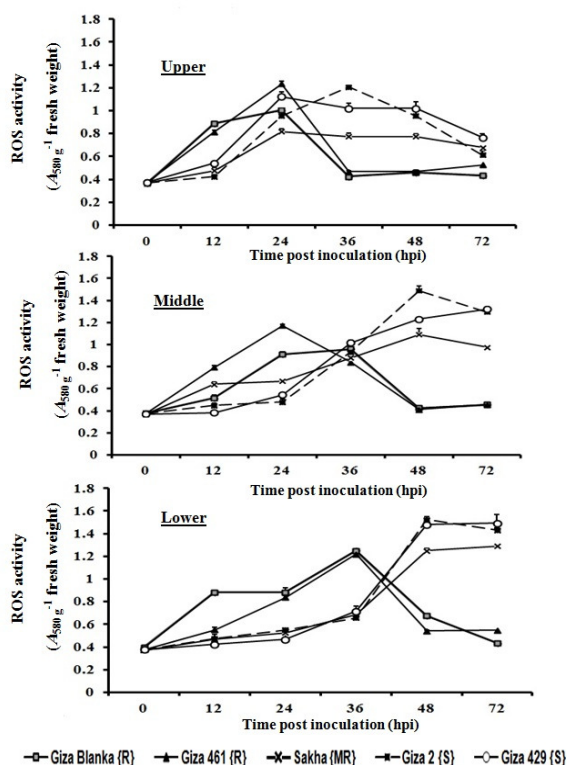 Upper
ROS activity
(A580 g-1 fresh weight)
1.8
1.6
1.4
1.2
1
0.8
0.6
0.4
0.2
0
0 12 24 36 48 72
Time post inoculation (hpi)
Middle
ROS activity
(A580 g-1 fresh weight)
1.8
1.6
1.4
1.2
1
0.8
0.6
0.4
0.2
0
0 12 24 36 48 72
Time post inoculation (hpi)
Lower
ROS activity
(A580 g-1 fresh weight)
1.8
1.6
1.4
1.2
1
0.8
0.6
0.4
0.2
0
0 12 24 36 48 72
Time post inoculation (hpi)
Giza Blanka {R} Giza 461 {R} Sakha {MR} Giza 2 {S} Giza 429 {S}